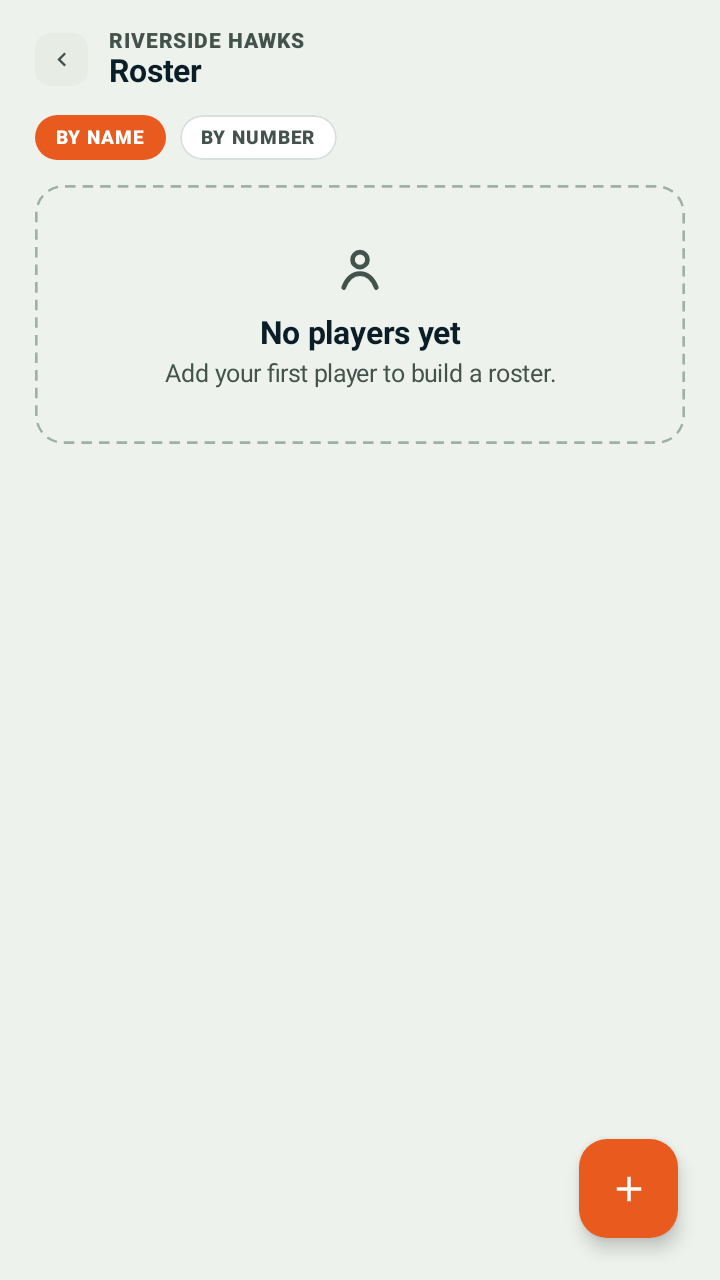 RIVERSIDE HAWKS
Roster
BY NAME
BY NUMBER
No players yet
Add your first player to build a roster.